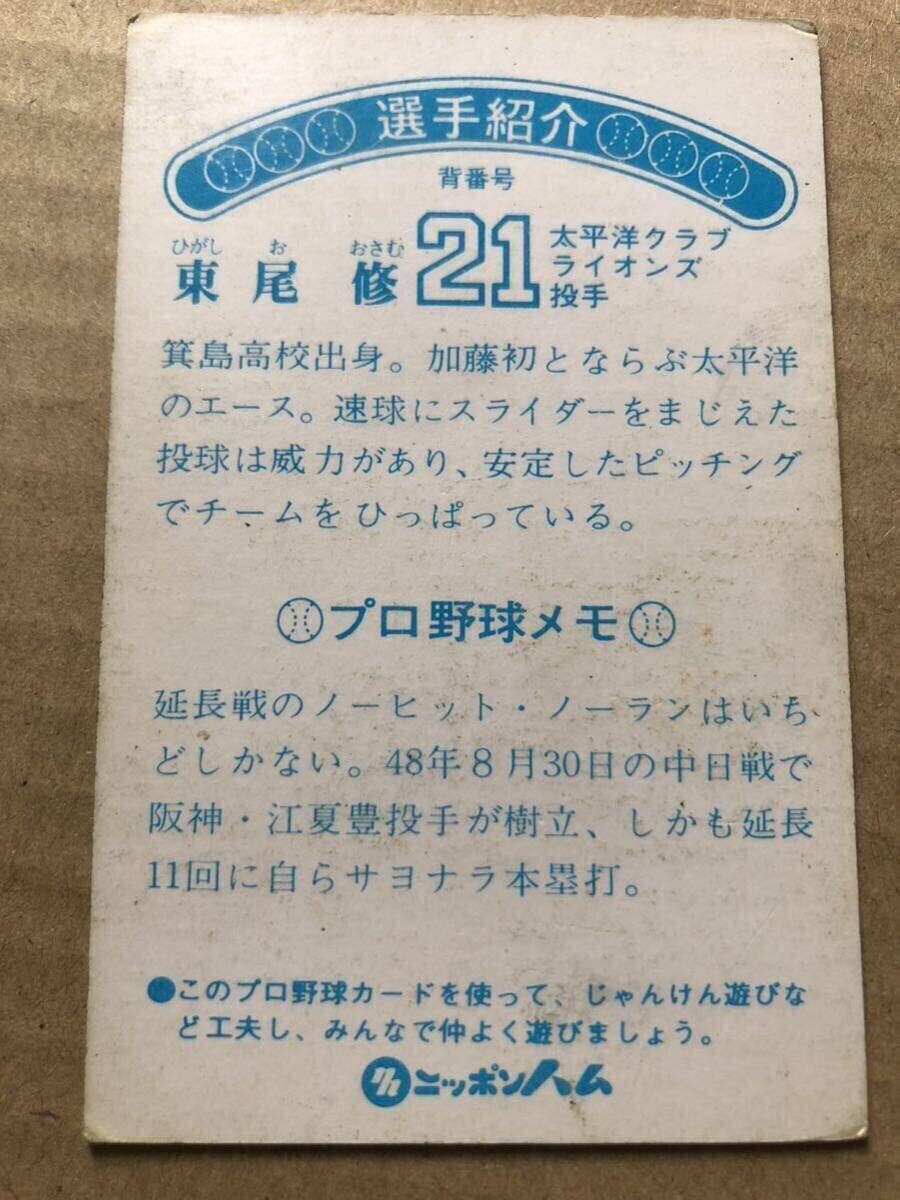 選手紹介
背番号
ひがし お おさむ
東尾 修 21 太平洋クラブ
ライオンズ
投手
箕島高校出身。加藤初とならぶ太平洋
のエース。速球にスライダーをまじえた
投球は威力があり、安定したピッチング
でチームをひっぱっている。
プロ野球メモ
延長戦のノーヒット・ノーランはいち
どしかない。48年8月30日の中日戦で
阪神・江夏豊投手が樹立、しかも延長
11回に自らサヨナラ本塁打。
●このプロ野球カードを使って、じゃんけん遊びな
ど工夫し、みんなで仲よく遊びましょう。
ニッポンハム